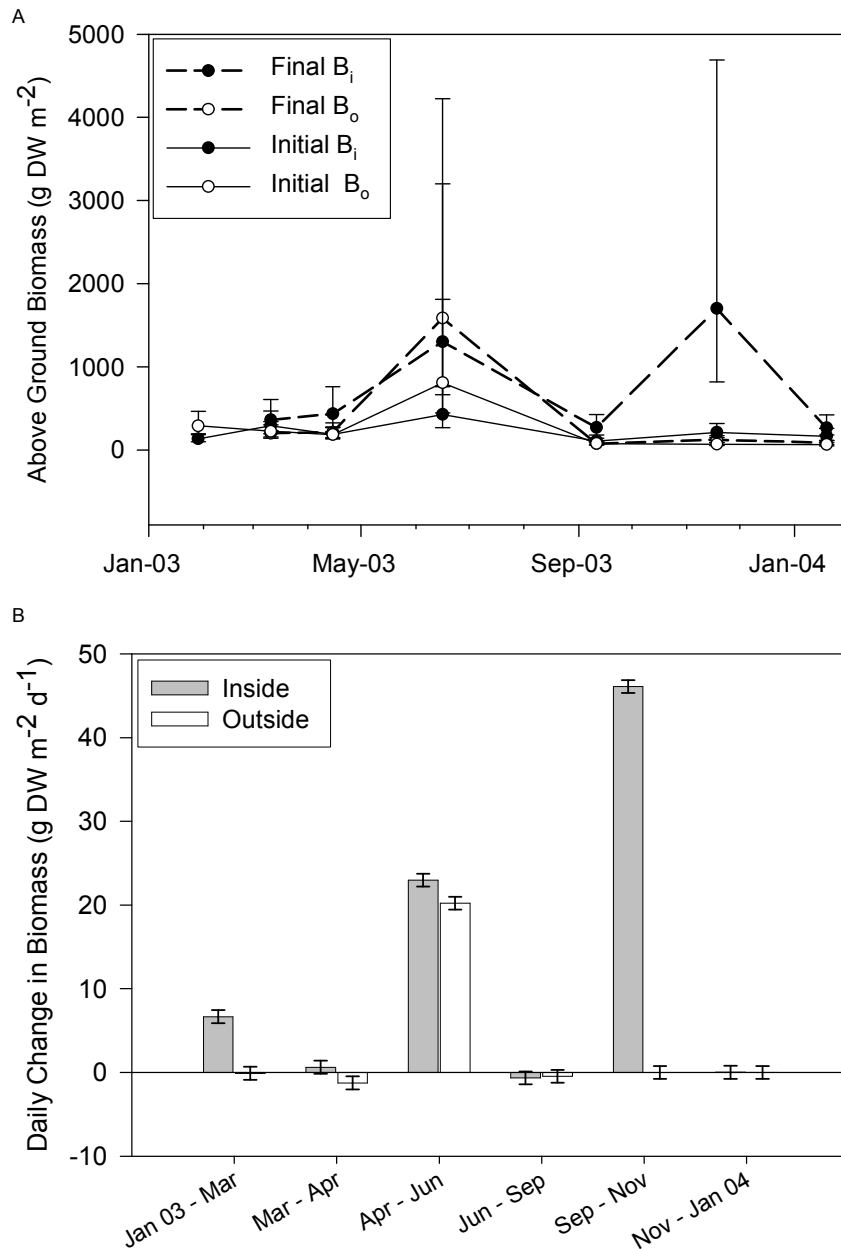 A
5000
4000
3000
2000
1000
0
Above Ground Biomass (g DW m-2)
Final Bi
Final Bo
Initial Bi
Initial Bo
Jan-03 May-03 Sep-03 Jan-04
B
50
40
30
20
10
0
-10
Daily Change in Biomass (g DW m-2 d-1)
Inside
Outside
Jan 03 - Mar
Mar - Apr
Apr - Jun
Jun - Sep
Sep - Nov
Nov - Jan 04